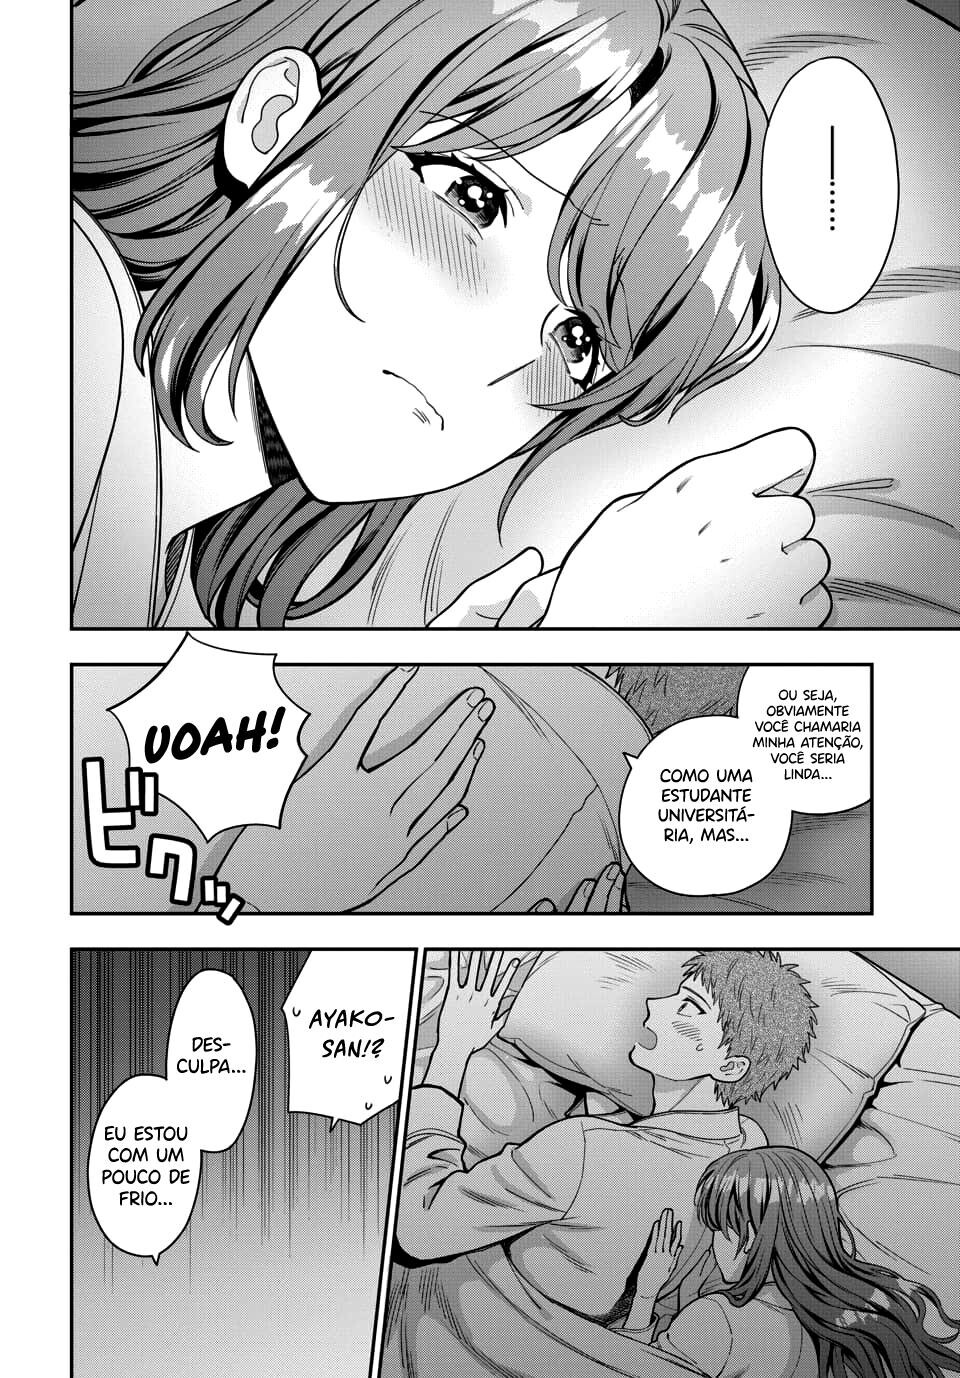 ………
OU SEJA,
OBVIAMENTE
VOCÊ CHAMARIA
MINHA ATENÇÃO,
VOCÊ SERIA
LINDA...
COMO UMA
ESTUDANTE
UNIVERSITÁ-
RIA, MAS...
UOAH!
ビクッ
AYAKO-
SAN!?
DES-
CULPA...
EU ESTOU
COM UM
POUCO DE
FRIO...